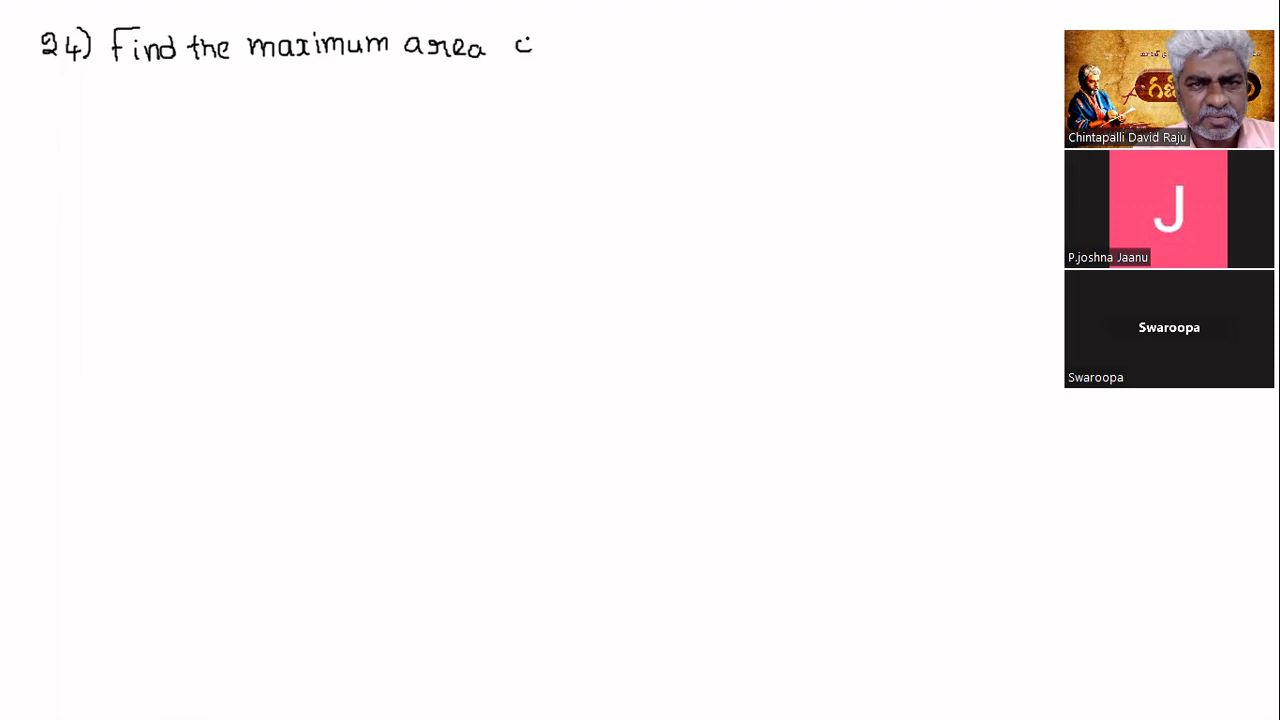 24) Find the maximum area
Chintapalli David Raju
J
P.joshna Jaanu
Swaroopa
Swaroopa